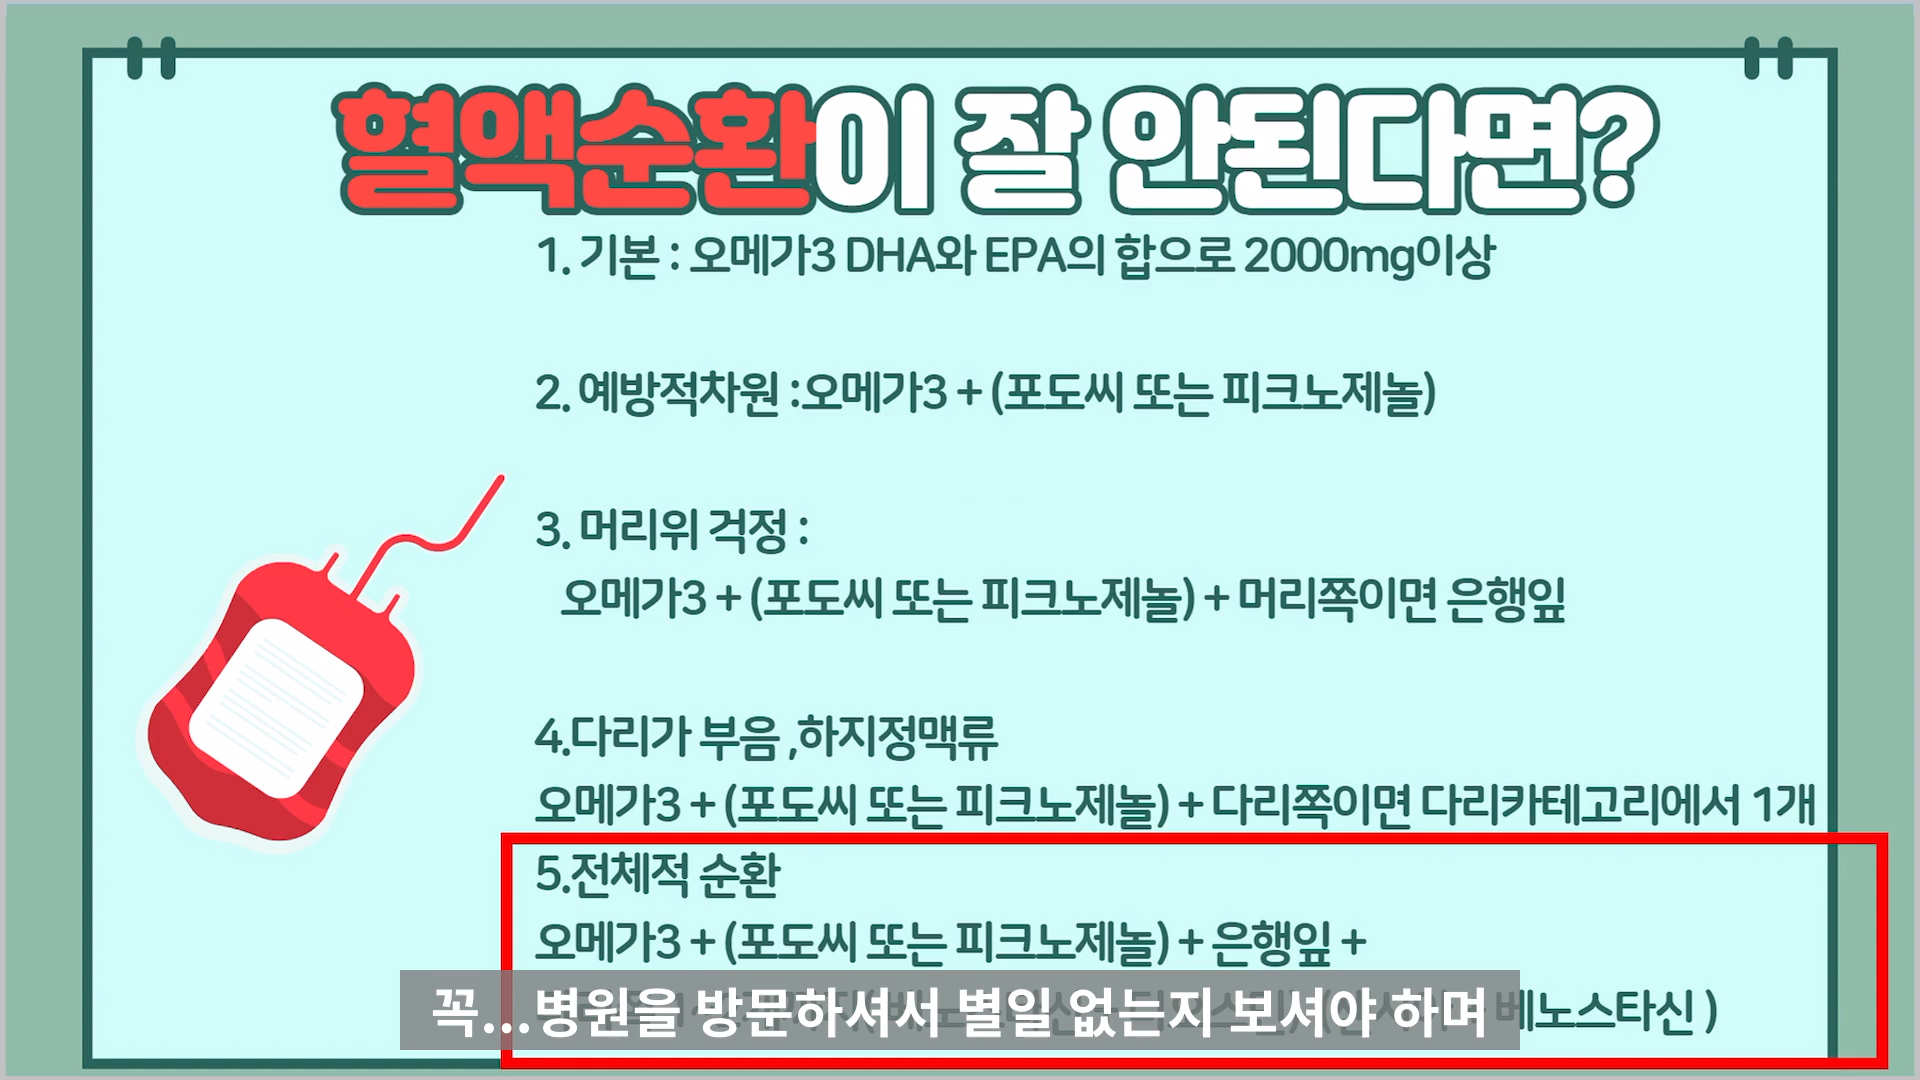 혈액순환이 잘 안된다면?
1. 기본 : 오메가3 DHA와 EPA의 합으로 2000mg이상
2. 예방적차원 :오메가3 + (포도씨 또는 피크노제놀)
3. 머리위 걱정 :
오메가3 + (포도씨 또는 피크노제놀) + 머리쪽이면 은행잎
4.다리가 부음 ,하지정맥류
오메가3 + (포도씨 또는 피크노제놀) + 다리쪽이면 다리카테고리에서 1개
5.전체적 순환
오메가3 + (포도씨 또는 피크노제놀) + 은행잎 +
베노스타신 )
꼭...병원을 방문하셔서 별일 없는지 보셔야 하며